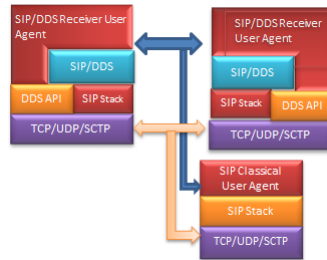 SIP/DDS Receiver User
Agent
SIP/DDS
DDS API
SIP Stack
TCP/UDP/SCTP
SIP/DDS Receiver
User Agent
SIP/DDS
SIP Stack
DDS API
TCP/UDP/SCTP
SIP Classical
User Agent
SIP Stack
TCP/UDP/SCTP